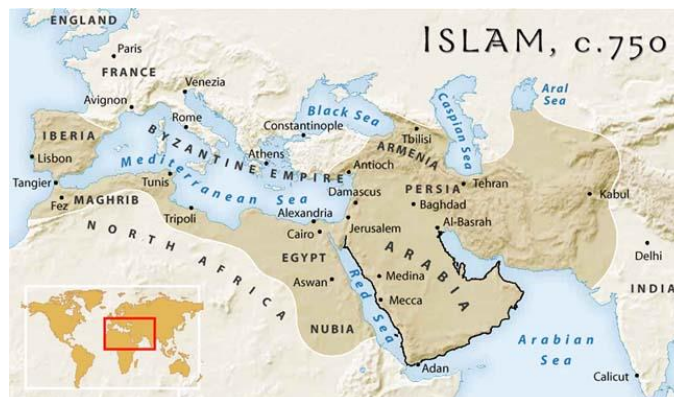 ENGLAND
ISLAM, c.750
Paris
FRANCE
Aral
Sea
Venezia
Avignon
Black Sea
Caspian Sea
Rome
Constantinople
Tbilisi
IBERIA
BYZANTINE EMPIRE
ARMENIA
Lisbon
Athens
Mediterranean Sea
Antioch
Tangier
Tunis
PERSIA
Tehran
Kabul
MAGHRIB
Damascus
Baghdad
Fez
Tripoli
Alexandria
Jerusalem
Al-Basrah
Cairo
NORTH AFRICA
EGYPT
ARABIA
Delhi
Medina
INDIA
Aswan
Red Sea
Mecca
NUBIA
Arabian
Sea
Adan
Calicut